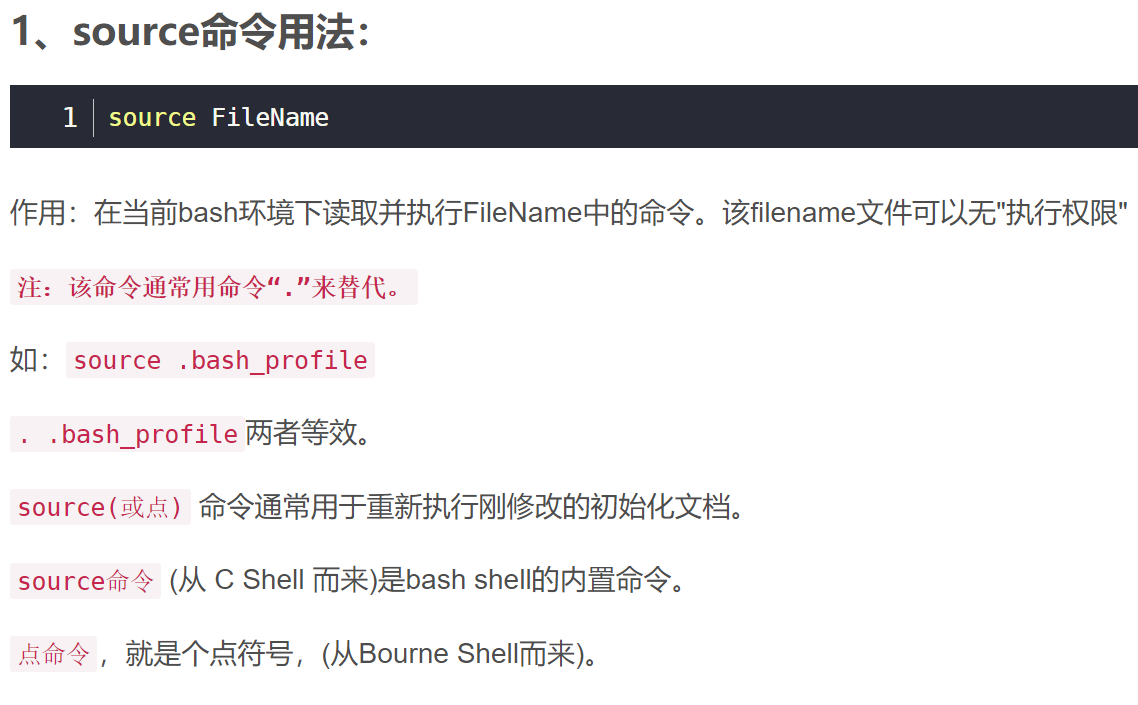 1、source命令用法：
1 source FileName
作用：在当前bash环境下读取并执行FileName中的命令。该filename文件可以无"执行权限"
注：该命令通常用命令“.”来替代。
如：source .bash_profile
. .bash_profile两者等效。
source(或点) 命令通常用于重新执行刚修改的初始化文档。
source命令 (从 C Shell 而来)是bash shell的内置命令。
点命令，就是个点符号，(从Bourne Shell而来)。